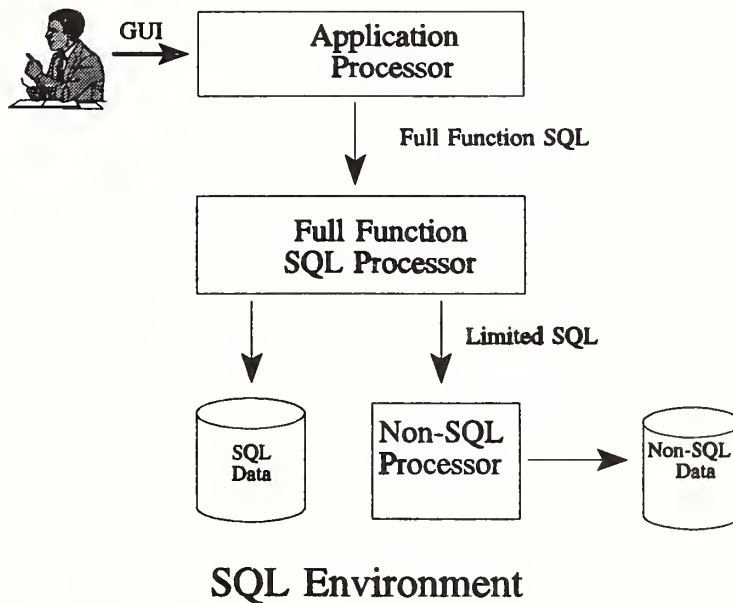 GUI
Application
Processor
Full Function SQL
Full Function
SQL Processor
Limited SQL
SQL
Data
Non-SQL
Processor
Non-SQL
Data
SQL Environment